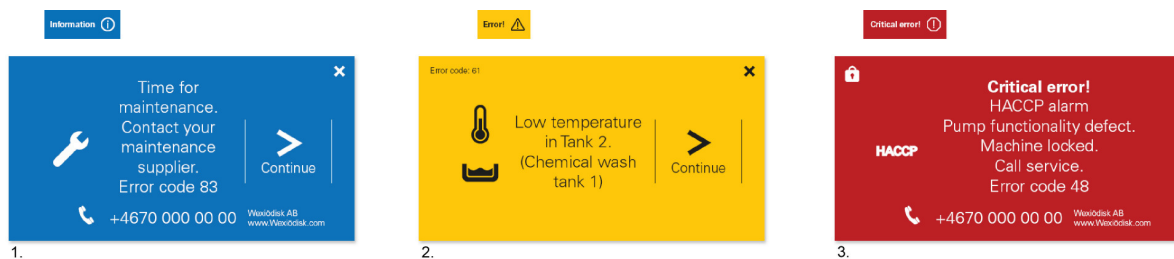 Information
Time for
maintenance.
Contact your
maintenance
supplier.
Error code 83
Continue
+4670 000 00 00
Wexiödisk AB
www.Wexiödisk.com
1.
Error!
Error code: 61
Low temperature
in Tank 2.
(Chemical wash
tank 1)
Continue
2.
Critical error!
Critical error!
HACCP alarm
Pump functionality defect.
Machine locked.
Call service.
Error code 48
HACCP
+4670 000 00 00
Wexiödisk AB
www.Wexiödisk.com
3.